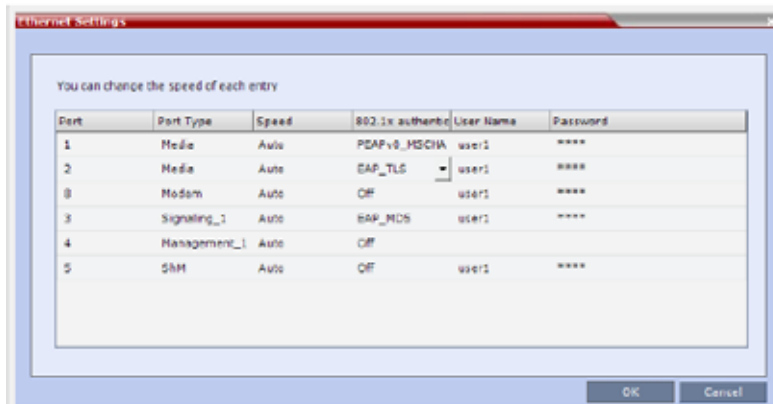 Ethernet Settings
You can change the speed of each entry
Port Port Type Speed 802.1x authentic User Name Password
1 Media Auto PEAPv0_MSCHA user1 ****
2 Media Auto EAP_TLS user1 ****
8 Modem Auto Off user1 ****
3 Signaling_1 Auto EAP_MD5 user1 ****
4 Management_1 Auto Off
5 ShM Auto Off user1 ****
OK Cancel